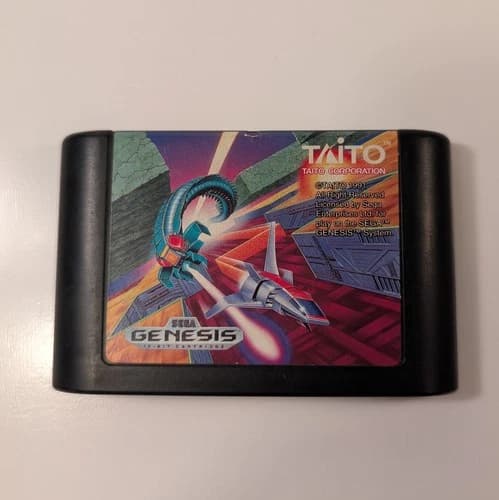 TAITO™
TAITO CORPORATION
©TAITO 1991
All Right Reserved
Licensed by Sega
Enterprises Ltd. for
play on the SEGA™
GENESIS™ System
SEGA
GENESIS
16-BIT CARTRIDGE